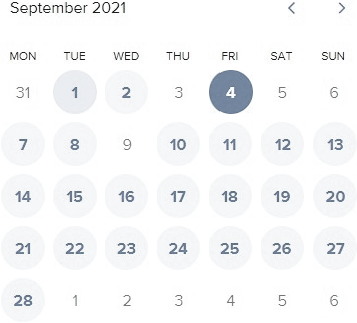 September 2021
MON TUE WED THU FRI SAT SUN
31 1 2 3 4 5 6
7 8 9 10 11 12 13
14 15 16 17 18 19 20
21 22 23 24 25 26 27
28 1 2 3 4 5 6